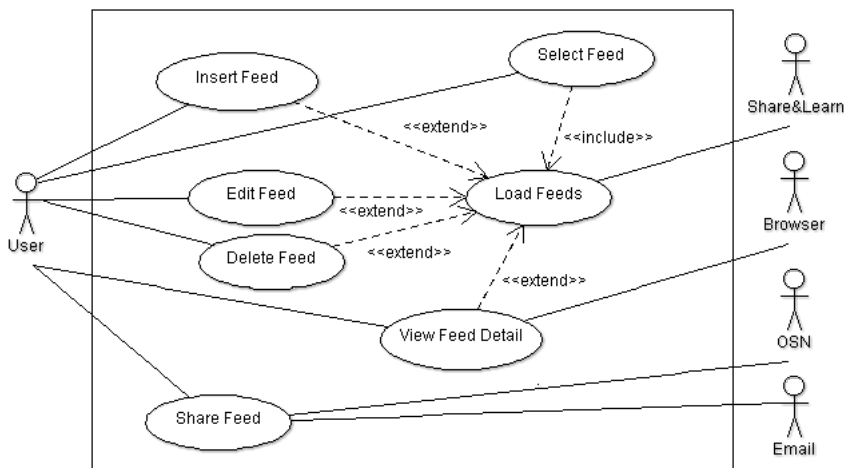 Select Feed
Insert Feed
Share&Learn
<<extend>>
<<include>>
Edit Feed
Load Feeds
<<extend>>
Browser
User
Delete Feed
<<extend>>
<<extend>>
View Feed Detail
OSN
Share Feed
Email